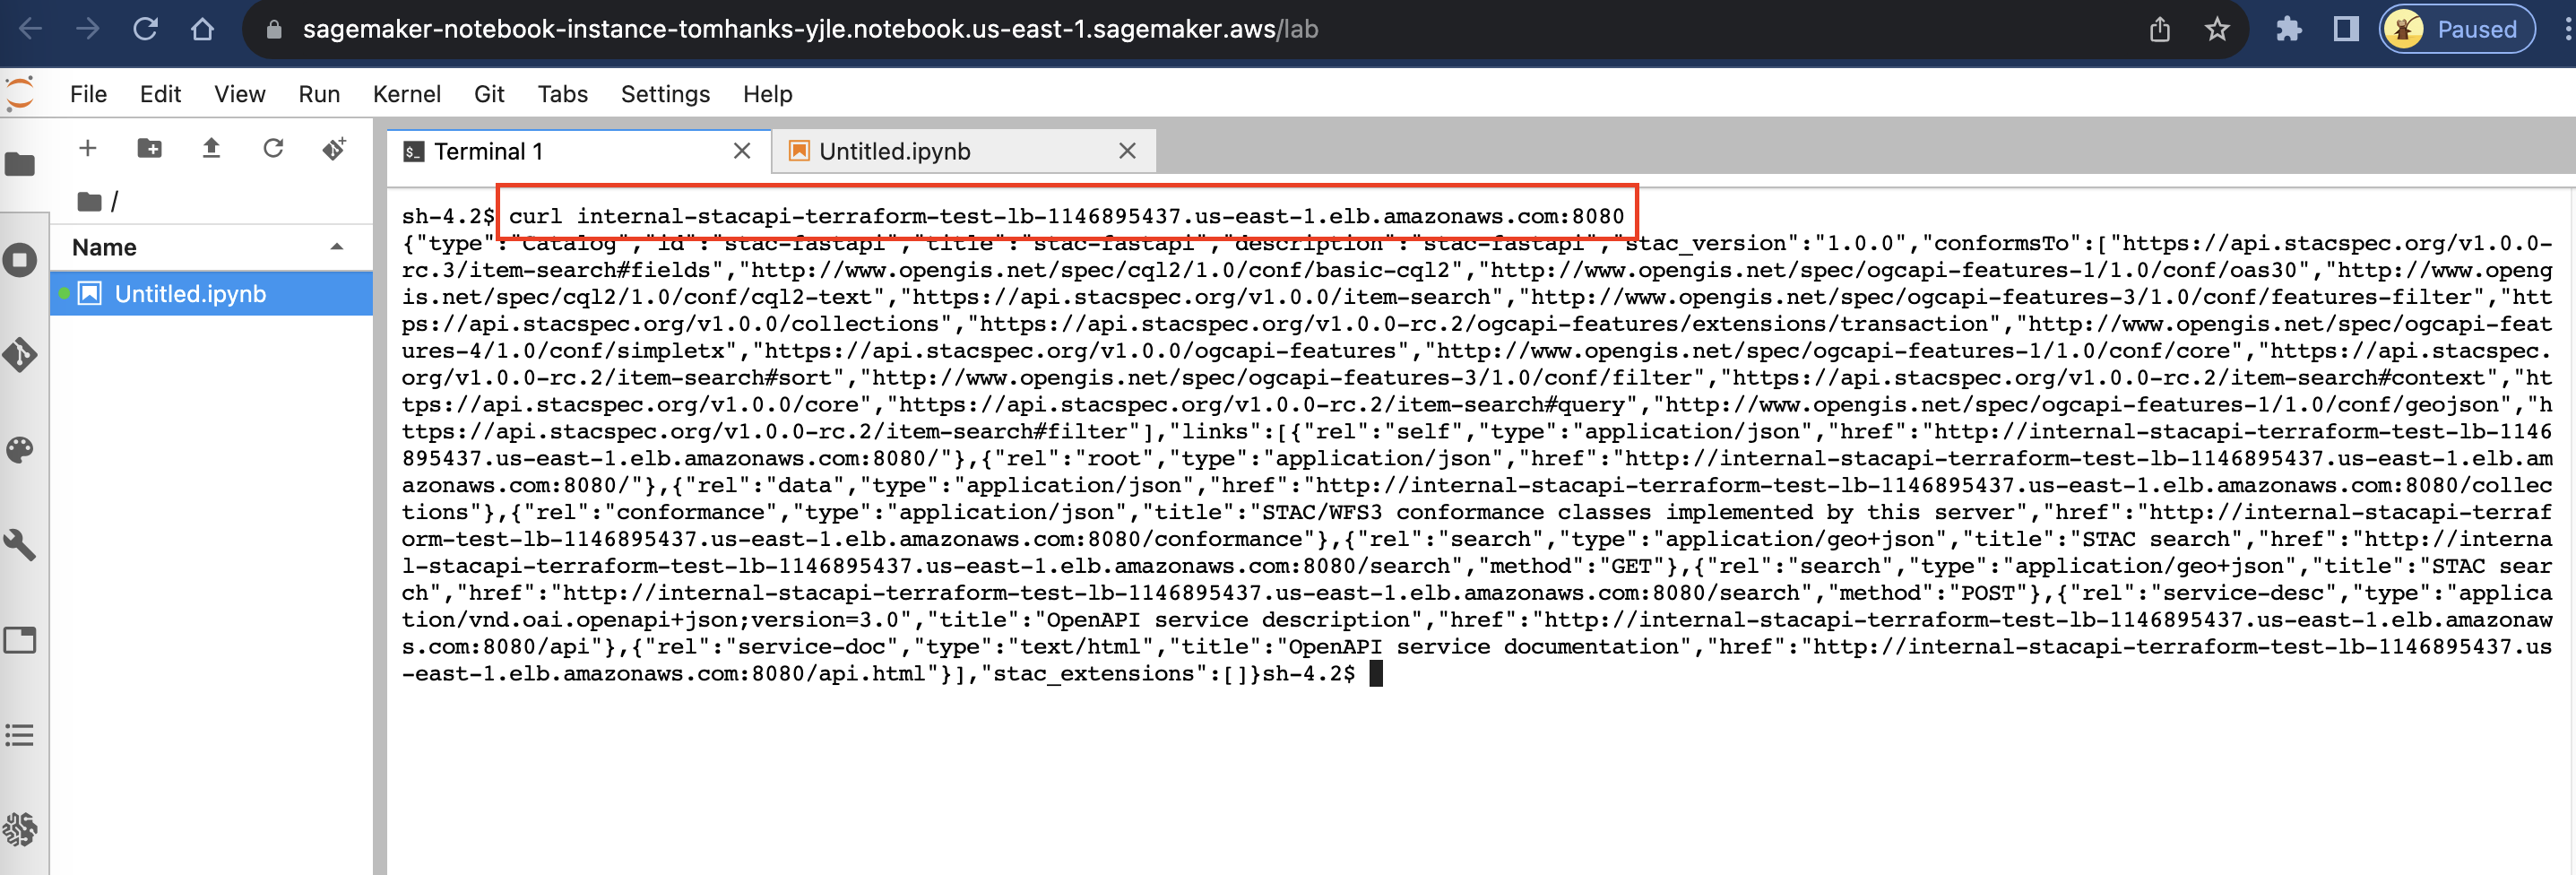 sagemaker-notebook-instance-tomhanks-yjle.notebook.us-east-1.sagemaker.aws/lab
Paused
File Edit View Run Kernel Git Tabs Settings Help
Terminal 1
Untitled.ipynb
/
Name
Untitled.ipynb
sh-4.2$ curl internal-stacapi-terraform-test-lb-1146895437.us-east-1.elb.amazonaws.com:8080
{"type":"Catalog","id":"stac-fastapi","title":"stac-fastapi","description":"stac-fastapi","stac_version":"1.0.0","conformsTo":["https://api.stacspec.org/v1.0.0-
rc.3/item-search#fields","http://www.opengis.net/spec/cql2/1.0/conf/basic-cql2","http://www.opengis.net/spec/ogcapi-features-1/1.0/conf/oas30","http://www.openg
is.net/spec/cql2/1.0/conf/cql2-text","https://api.stacspec.org/v1.0.0/item-search","http://www.opengis.net/spec/ogcapi-features-3/1.0/conf/features-filter","htt
ps://api.stacspec.org/v1.0.0/collections","https://api.stacspec.org/v1.0.0-rc.2/ogcapi-features/extensions/transaction","http://www.opengis.net/spec/ogcapi-feat
ures-4/1.0/conf/simpletx","https://api.stacspec.org/v1.0.0/ogcapi-features","http://www.opengis.net/spec/ogcapi-features-1/1.0/conf/core","https://api.stacspec.
org/v1.0.0-rc.2/item-search#sort","http://www.opengis.net/spec/ogcapi-features-3/1.0/conf/filter","https://api.stacspec.org/v1.0.0-rc.2/item-search#context","ht
tps://api.stacspec.org/v1.0.0/core","https://api.stacspec.org/v1.0.0-rc.2/item-search#query","http://www.opengis.net/spec/ogcapi-features-1/1.0/conf/geojson","h
ttps://api.stacspec.org/v1.0.0-rc.2/item-search#filter"],"links":[{"rel":"self","type":"application/json","href":"http://internal-stacapi-terraform-test-lb-1146
895437.us-east-1.elb.amazonaws.com:8080/"},{"rel":"root","type":"application/json","href":"http://internal-stacapi-terraform-test-lb-1146895437.us-east-1.elb.am
azonaws.com:8080/"},{"rel":"data","type":"application/json","href":"http://internal-stacapi-terraform-test-lb-1146895437.us-east-1.elb.amazonaws.com:8080/collec
tions"},{"rel":"conformance","type":"application/json","title":"STAC/WFS3 conformance classes implemented by this server","href":"http://internal-stacapi-terraf
orm-test-lb-1146895437.us-east-1.elb.amazonaws.com:8080/conformance"},{"rel":"search","type":"application/geo+json","title":"STAC search","href":"http://interna
l-stacapi-terraform-test-lb-1146895437.us-east-1.elb.amazonaws.com:8080/search","method":"GET"},{"rel":"search","type":"application/geo+json","title":"STAC sear
ch","href":"http://internal-stacapi-terraform-test-lb-1146895437.us-east-1.elb.amazonaws.com:8080/search","method":"POST"},{"rel":"service-desc","type":"applica
tion/vnd.oai.openapi+json;version=3.0","title":"OpenAPI service description","href":"http://internal-stacapi-terraform-test-lb-1146895437.us-east-1.elb.amazonaw
s.com:8080/api"},{"rel":"service-doc","type":"text/html","title":"OpenAPI service documentation","href":"http://internal-stacapi-terraform-test-lb-1146895437.us
-east-1.elb.amazonaws.com:8080/api.html"}],"stac_extensions":[]}sh-4.2$